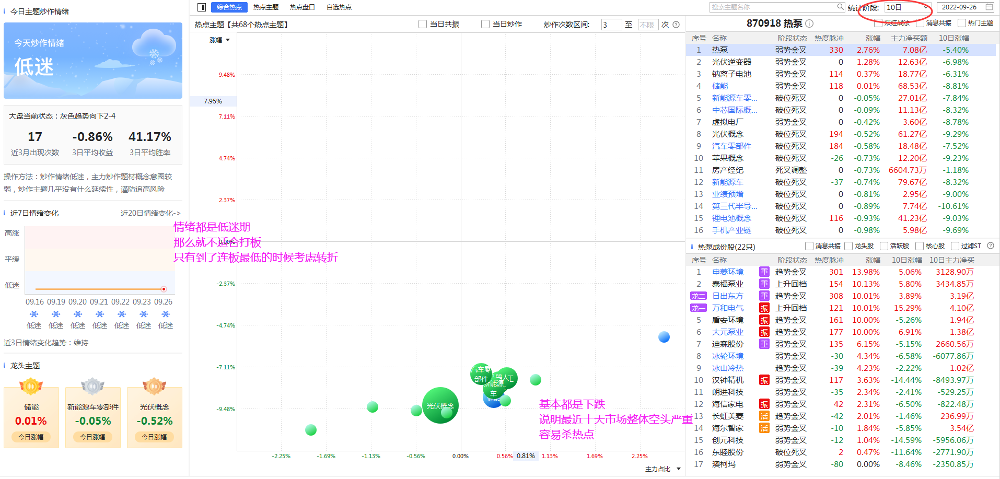 今日主题炒作情绪
今天炒作情绪
低迷
大盘当前状态：灰色趋势向下2-4
17 -0.86% 41.17%
近3月出现次数 3日平均收益 3日平均胜率
操作方法：炒作情绪低迷，主力炒作题材概念意图较
弱，炒作主题几乎没有什么延续性，谨防追高风险
近7日情绪变化 近20日情绪变化->
高涨
平缓
低迷
09.16 09.19 09.20 09.21 09.22 09.23 09.26
低迷 低迷 低迷 低迷 低迷 低迷 低迷
近3日情绪变化趋势：维持
龙头主题
储能 新能源车零部件 光伏概念
0.01% -0.05% -0.52%
今日涨幅 今日涨幅 今日涨幅
综合热点 热点主题 热点盘口 自选热点
搜索主题名称 统计阶段: 10日 2022-09-26
热点主题【共68个热点主题】 当日共振 当日炒作 炒作次数区间: 3 至 不限 次
涨幅
9.48%
7.95%
7.11%
4.74%
2.37%
0.00%
-2.37%
-4.74%
-7.11%
-9.48%
情绪都是低迷期
那么就不适合打板
只有到了连板最低的时候考虑转折
汽车零
部件
机器人
工
新能源
车
储能
光伏概念
基本都是下跌
说明最近十天市场整体空头严重
容易杀热点
-2.25% -1.69% -1.13% -0.56% 0.00% 0.56% 0.81% 1.13% 1.69% 2.25%
主力占比
870918 热泵
双红战法 消息共振 热门主题
序号 名称 阶段状态 热度脉冲 涨幅 主力净买额 10日涨幅
1 热泵 弱势金叉 330 2.76% 7.08亿 -5.40%
2 光伏逆变器 弱势金叉 0 1.28% 12.63亿 -6.98%
3 钠离子电池 弱势金叉 114 0.37% 18.77亿 -6.31%
4 储能 弱势金叉 118 0.01% 68.53亿 -8.81%
5 新能源车零... 破位死叉 0 -0.05% 27.01亿 -7.84%
6 中芯国际概... 破位死叉 0 -0.09% 11.13亿 -8.32%
7 虚拟电厂 弱势金叉 0 -0.42% 3.60亿 -8.78%
8 光伏概念 破位死叉 194 -0.52% 61.27亿 -9.29%
9 汽车零部件 破位死叉 184 -0.58% 18.48亿 -7.52%
10 苹果概念 破位死叉 -26 -0.73% 12.20亿 -9.23%
11 房产经纪 死叉调整 0 -0.73% 6604.73万 -1.18%
12 新能源车 破位死叉 -37 -0.74% 79.67亿 -8.32%
13 业绩预增 破位死叉 0 -0.81% 2.95亿 -9.00%
14 第三代半导... 破位死叉 0 -0.89% 7.74亿 -10.61%
15 锂电池概念 破位死叉 116 -0.93% 41.23亿 -9.03%
16 手机产业链 破位死叉 0 -0.98% 5.98亿 -9.69%
热泵成份股(22只) 消息共振 龙头股 活跃股 核心股 过滤ST
序号 名称 阶段状态 热度脉冲 涨幅 10日涨幅 10日主力净买
1 申菱环境 重 趋势金叉 301 13.98% 5.06% 3128.90万
2 泰福泵业 重 上升回档 154 10.13% 5.80% 3434.85万
龙二 日出东方 重 趋势金叉 308 10.01% 3.89% 3.19亿
龙一 万和电气 振 上升回档 121 10.01% 15.29% 4.10亿
5 盾安环境 振 趋势金叉 161 10.00% -5.26% 1.94亿
6 大元泵业 振 趋势金叉 177 10.00% 6.91% 1.38亿
7 迪森股份 重 弱势金叉 135 6.15% -5.15% 2660.56万
8 冰轮环境 弱势金叉 -30 4.34% -6.58% -6077.86万
9 冰山冷热 趋势金叉 -39 4.23% -2.22% 1.02亿
10 汉钟精机 振 弱势金叉 117 3.63% -14.44% -8493.97万
11 朗进科技 弱势金叉 -35 2.34% -2.41% -529.25万
12 海信家电 振 弱势金叉 42 2.31% -6.50% -822.48万
13 长虹美菱 活 趋势金叉 -42 2.01% -1.46% 236.99万
14 海尔智家 活 弱势金叉 -10 1.84% -5.85% 3.54亿
15 创元科技 弱势金叉 -12 1.04% -14.59% -5956.06万
16 东睦股份 破位死叉 2 0.47% -11.64% -2771.90万
17 澳柯玛 弱势金叉 -80 0.00% -8.46% -2350.85万